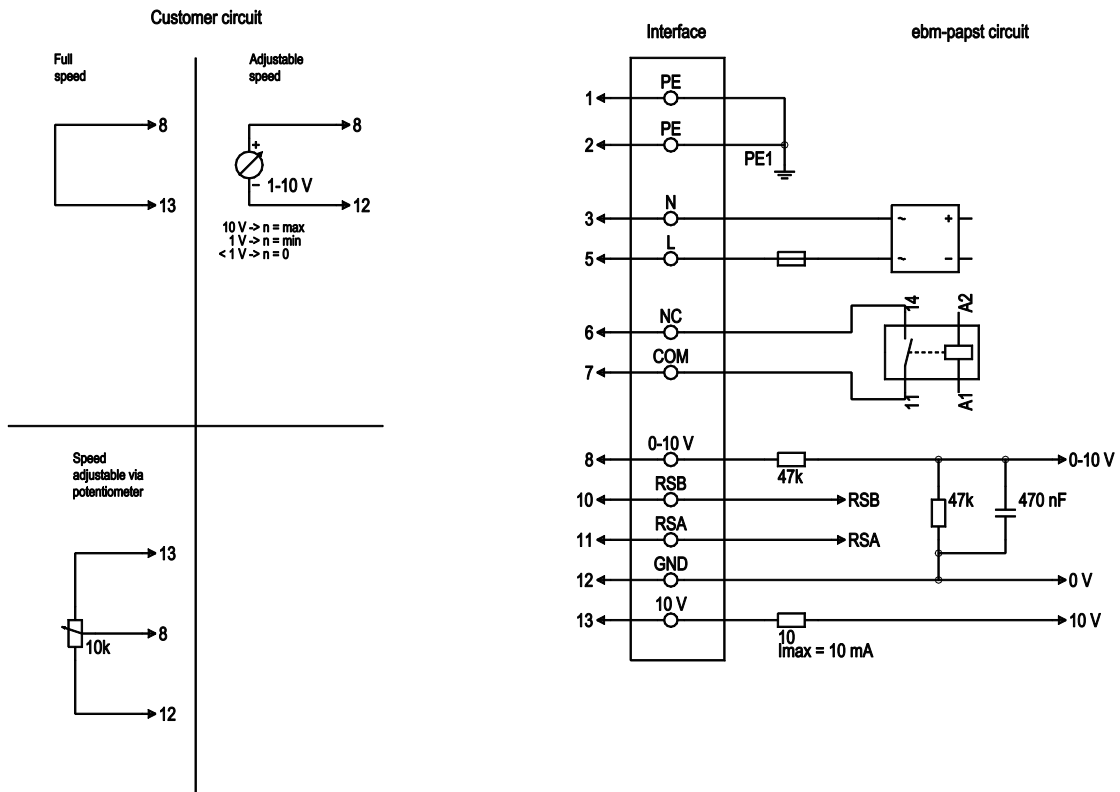 Customer circuit
Full
speed
8
13
Adjustable
speed
+
8
–
1-10 V
12
10 V -> n = max
1 V -> n = min
< 1 V -> n = 0
Speed
adjustable via
potentiometer
13
8
10k
12
Interface
ebm-papst circuit
1
PE
2
PE
PE1
3
N
~
+
5
L
~
–
6
NC
14
A2
7
COM
11
A1
8
0-10 V
47k
0-10 V
10
RSB
RSB
47k
470 nF
11
RSA
RSA
12
GND
0 V
13
10 V
10
Imax = 10 mA
10 V